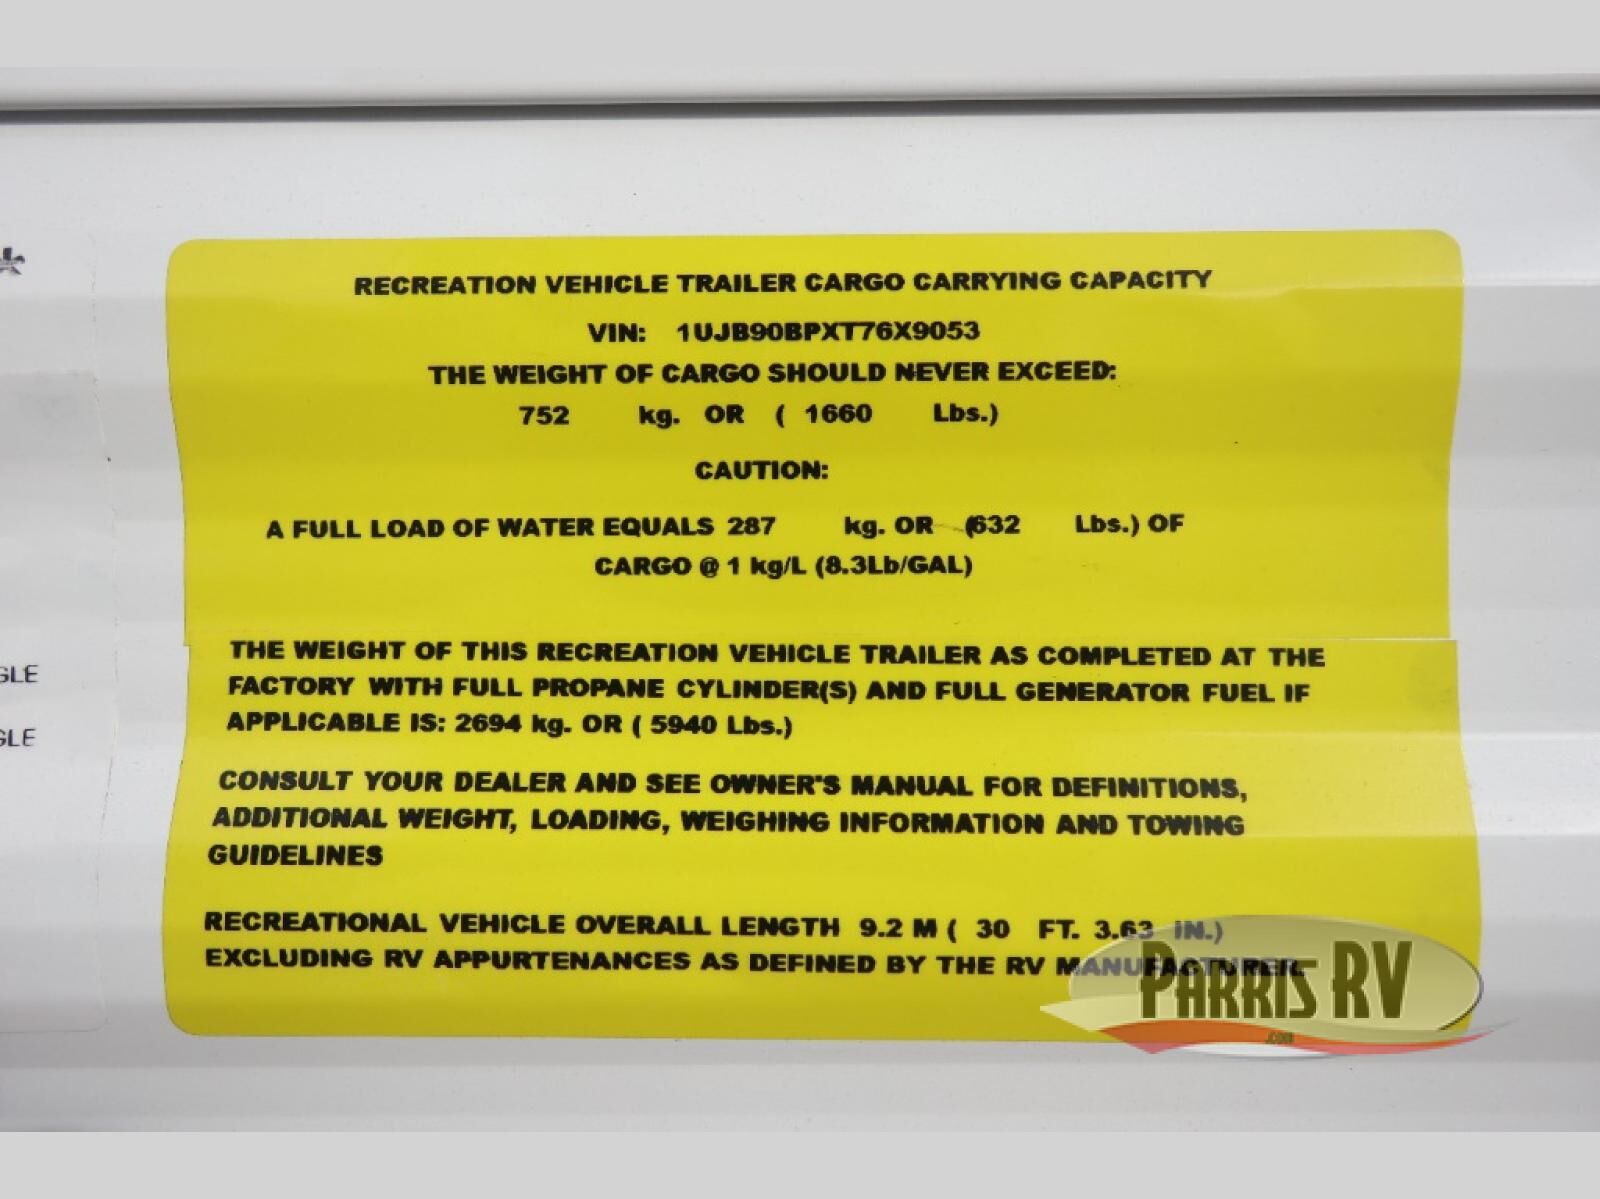 RECREATION VEHICLE TRAILER CARGO CARRYING CAPACITY
VIN: 1UJB90BPXT76X9053
THE WEIGHT OF CARGO SHOULD NEVER EXCEED:
752 kg. OR ( 1660 Lbs.)
CAUTION:
A FULL LOAD OF WATER EQUALS 287 kg. OR (632 Lbs.) OF
CARGO @ 1 kg/L (8.3Lb/GAL)
THE WEIGHT OF THIS RECREATION VEHICLE TRAILER AS COMPLETED AT THE
FACTORY WITH FULL PROPANE CYLINDER(S) AND FULL GENERATOR FUEL IF
APPLICABLE IS: 2694 kg. OR ( 5940 Lbs.)
CONSULT YOUR DEALER AND SEE OWNER'S MANUAL FOR DEFINITIONS,
ADDITIONAL WEIGHT, LOADING, WEIGHING INFORMATION AND TOWING
GUIDELINES
RECREATIONAL VEHICLE OVERALL LENGTH 9.2 M ( 30 FT. 3.63 IN.)
EXCLUDING RV APPURTENANCES AS DEFINED BY THE RV MANUFACTURER.
GLE
GLE
PARRIS RV
.COM